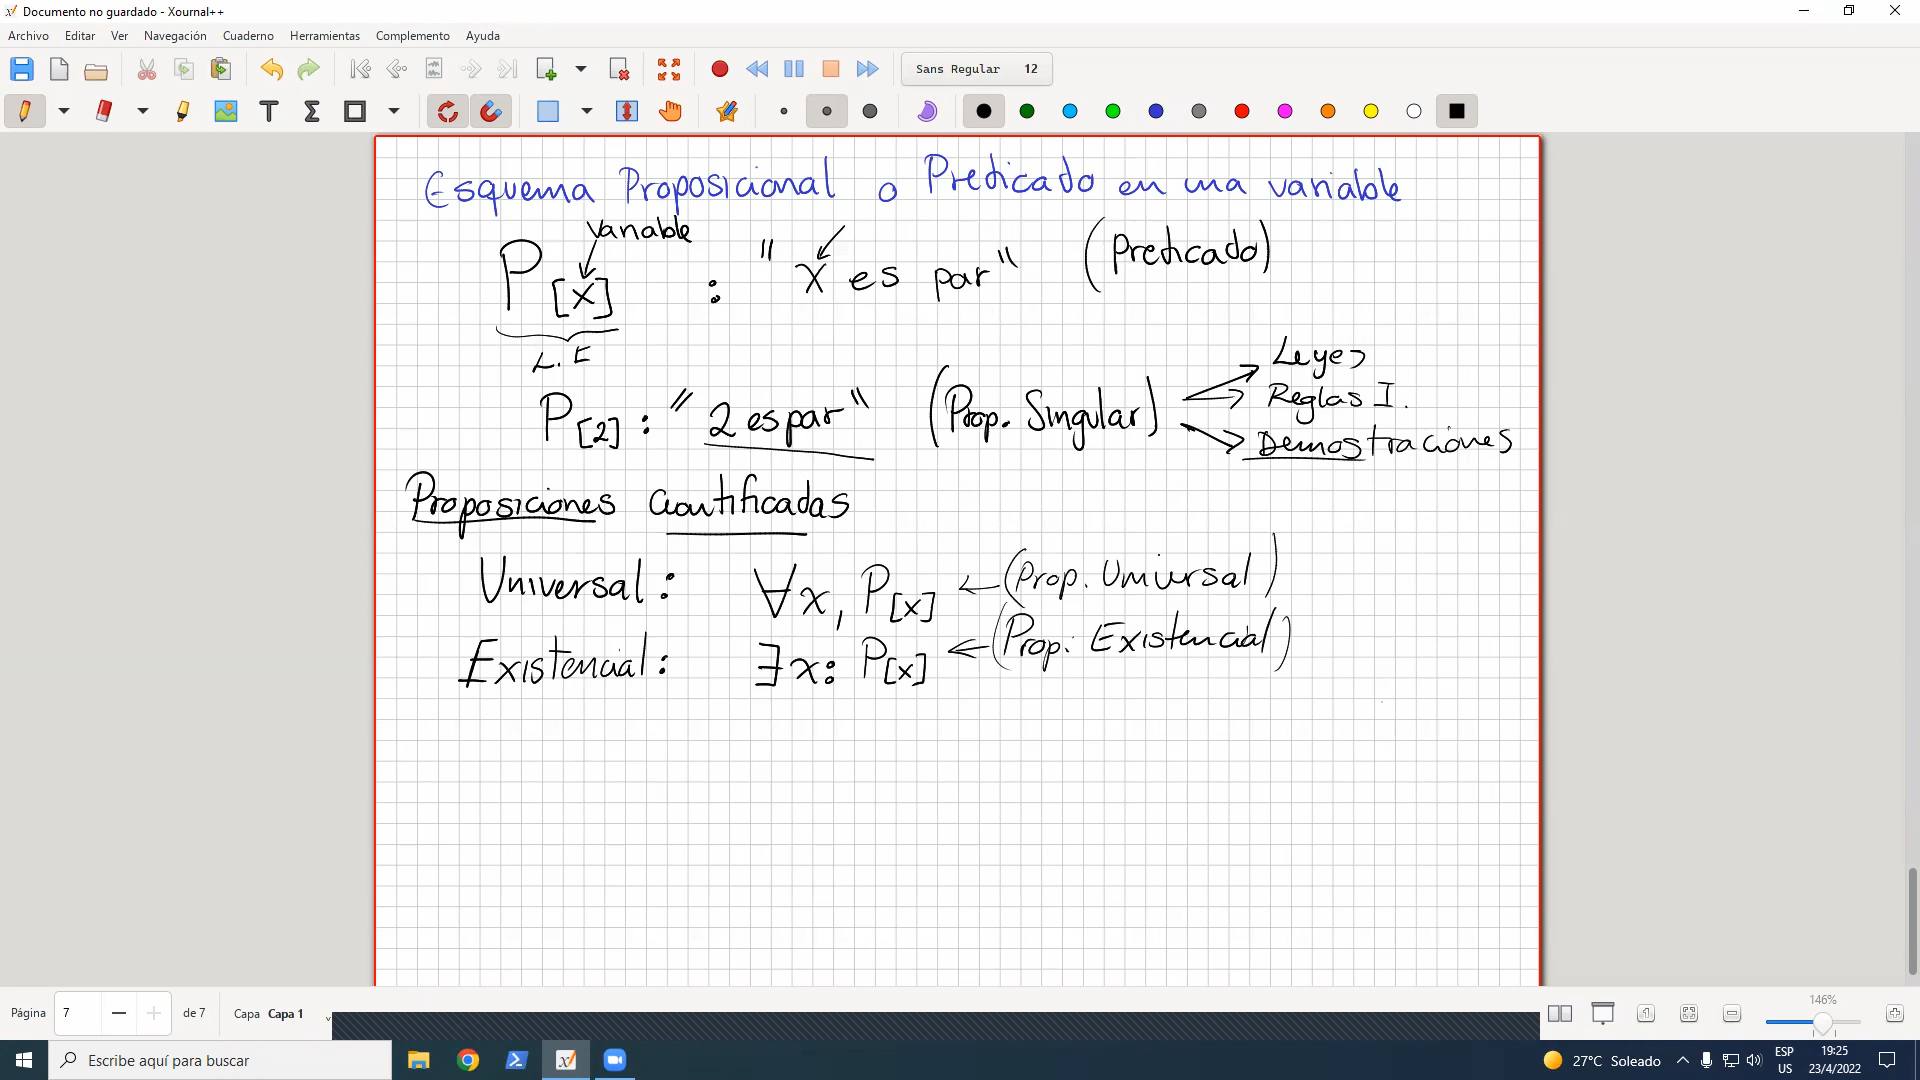 Documento no guardado - Xournal++
Archivo Editar Ver Navegación Cuaderno Herramientas Complemento Ayuda
Sans Regular 12
Esquema Proposicional o Predicado en una variable
variable
P[x] : "x es par" (Predicado)
L.E
P[2] : "2 es par" (Prop. Singular)
Leyes
Reglas I.
Demostraciones
Proposiciones Cuantificadas
Universal: ∀x, P[x] ← (Prop. Universal)
Existencial: ∃x: P[x] ← (Prop. Existencial)
Página 7 de 7 Capa Capa 1
146%
Escribe aquí para buscar
27°C Soleado
ESP
US
19:25
23/4/2022